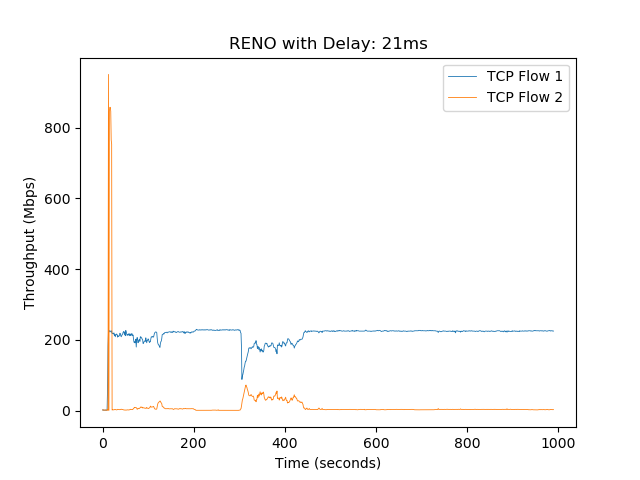 RENO with Delay: 21ms
TCP Flow 1
TCP Flow 2
Throughput (Mbps)
800
600
400
200
0
0 200 400 600 800 1000
Time (seconds)